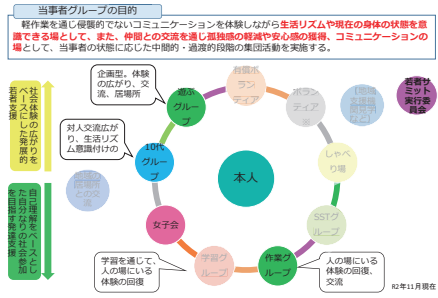 当事者グループの目的
軽作業を通じ侵襲的でないコミュニケーションを体験しながら生活リズムや現在の身体の状態を意
識できる場として、また、仲間との交流を通じ孤独感の軽減や安心感の獲得、コミュニケーションの
場として、当事者の状態に応じた中間的・過渡的段階の集団活動を実施する。
社会体験の広がりを
ベースにした発展的
若者支援
自己理解をベースとし
た自分なりの社会参加
を目指す発達支援
企画型。体験
の広がり、交
流、居場所
対人交流広が
り、生活リズ
ム意識付けの
遊ぶ
グルー
プ
有償ボ
ラン
ティア
ボラン
ティア
若者サ
ミット
実行委
員会
10代
グルー
プ
本人
しゃべ
り場
女子会
SSTグ
ループ
学習グ
ループ
作業グ
ループ
学習を通じて、
人の場にいる
体験の回復
人の場にいる
体験の回復、
交流
R2年11月現在